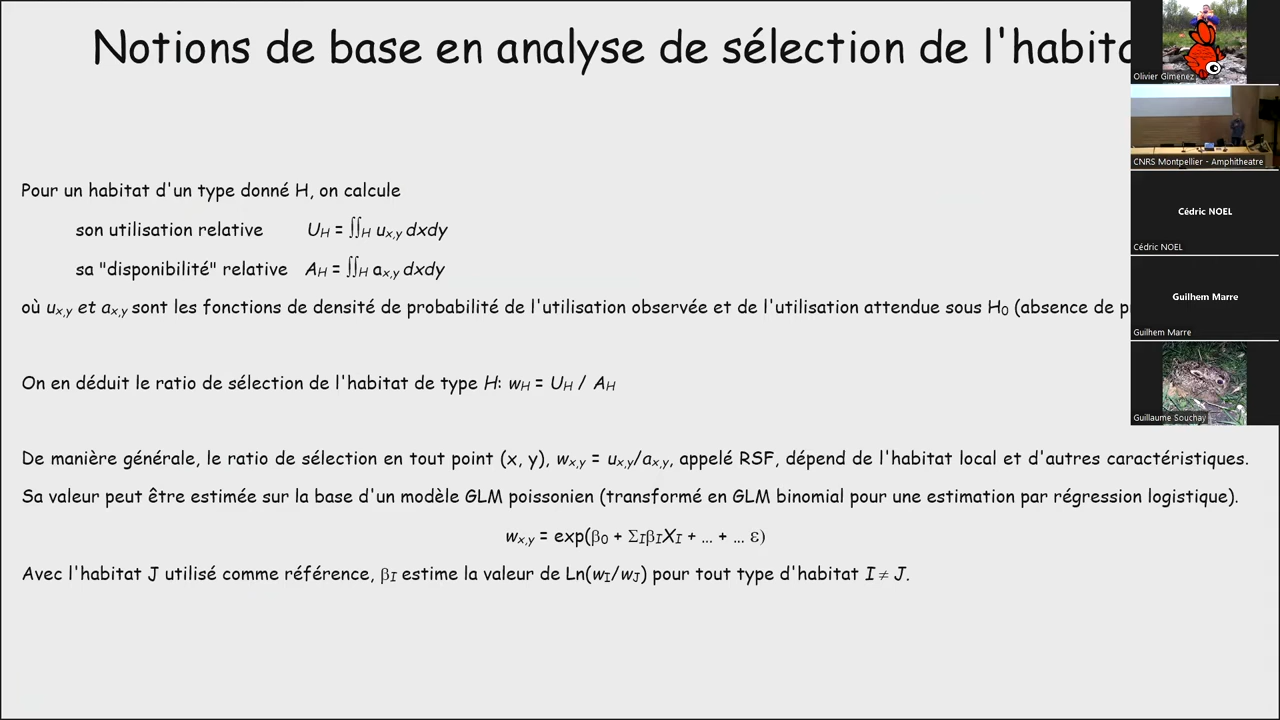 Notions de base en analyse de sélection de l'habita
Pour un habitat d'un type donné H, on calcule
son utilisation relative U_H = ∬_H u_x,y dxdy
sa "disponibilité" relative A_H = ∬_H a_x,y dxdy
où u_x,y et a_x,y sont les fonctions de densité de probabilité de l'utilisation observée et de l'utilisation attendue sous H_0 (absence de
On en déduit le ratio de sélection de l'habitat de type H: w_H = U_H / A_H
De manière générale, le ratio de sélection en tout point (x, y), w_x,y = u_x,y/a_x,y, appelé RSF, dépend de l'habitat local et d'autres caractéristiques.
Sa valeur peut être estimée sur la base d'un modèle GLM poissonien (transformé en GLM binomial pour une estimation par régression logistique).
w_x,y = exp(β_0 + Σ_Iβ_IX_I + ... + ... ε)
Avec l'habitat J utilisé comme référence, β_I estime la valeur de Ln(w_I/w_J) pour tout type d'habitat I ≠ J.
Olivier Gimenez
CNRS Montpellier - Amphitheatre
Cédric NOEL
Cédric NOEL
Guilhem Marre
Guilhem Marre
Guillaume Souchay